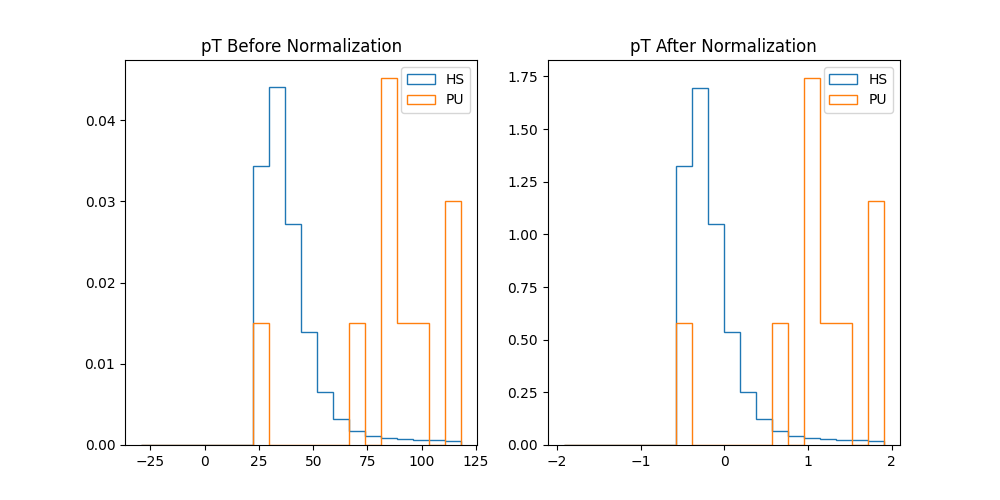 pT Before Normalization
HS
PU
0.04
0.03
0.02
0.01
0.00
−25 0 25 50 75 100 125
pT After Normalization
HS
PU
1.75
1.50
1.25
1.00
0.75
0.50
0.25
0.00
−2 −1 0 1 2